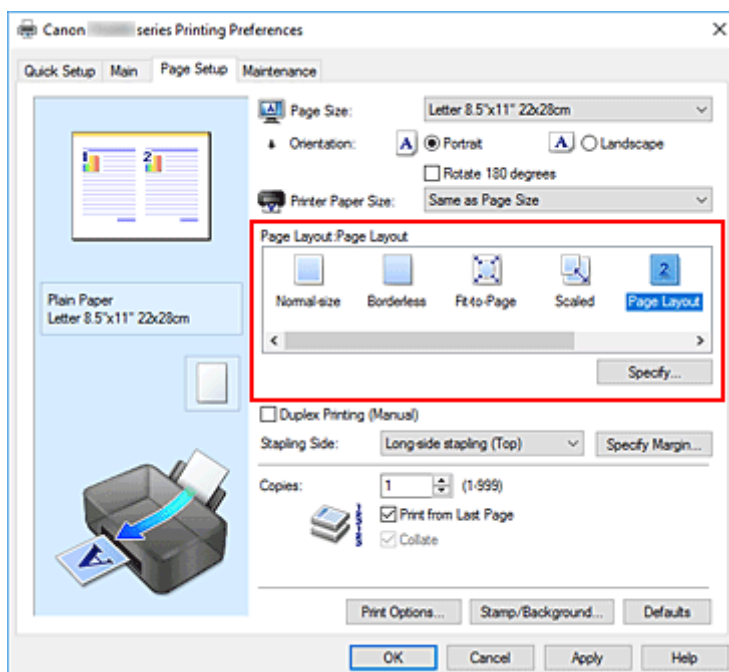 Canon series Printing Preferences
Quick Setup Main Page Setup Maintenance
Page Size: Letter 8.5"x11" 22x28cm
Orientation: A Portrait A Landscape
Rotate 180 degrees
Printer Paper Size: Same as Page Size
1 2
Plain Paper
Letter 8.5"x11" 22x28cm
Page Layout:Page Layout
2
Normal-size Borderless Fit-to-Page Scaled Page Layout
Specify...
Duplex Printing (Manual)
Stapling Side: Long-side stapling (Top) Specify Margin...
Copies: 1 (1-999)
Print from Last Page
Collate
A
Print Options... Stamp/Background... Defaults
OK Cancel Apply Help